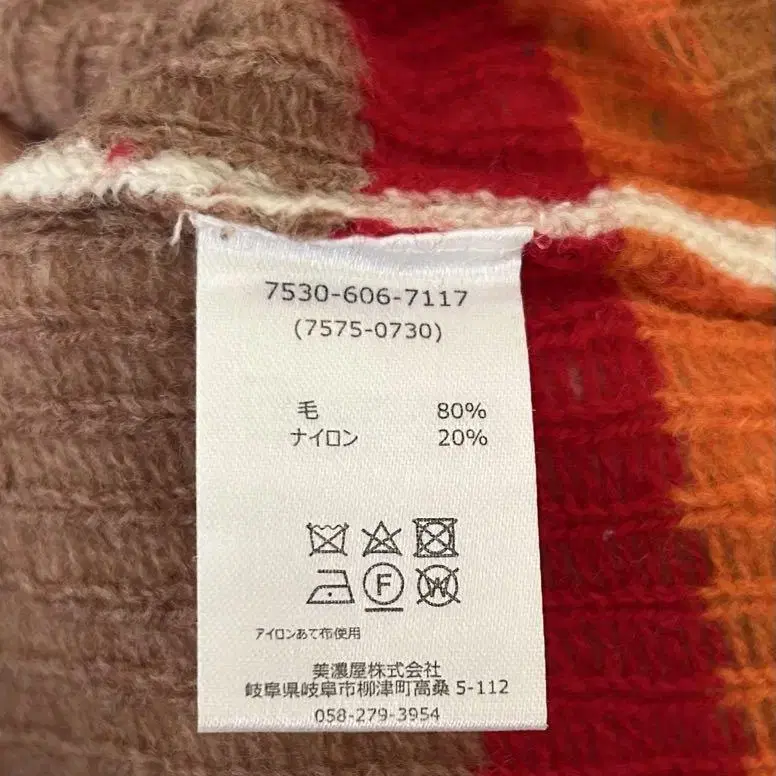 7530-606-7117
(7575-0730)
毛 80%
ナイロン 20%
F
W
アイロンあて布使用
美濃屋株式会社
岐阜県岐阜市柳津町高桑 5-112
058-279-3954